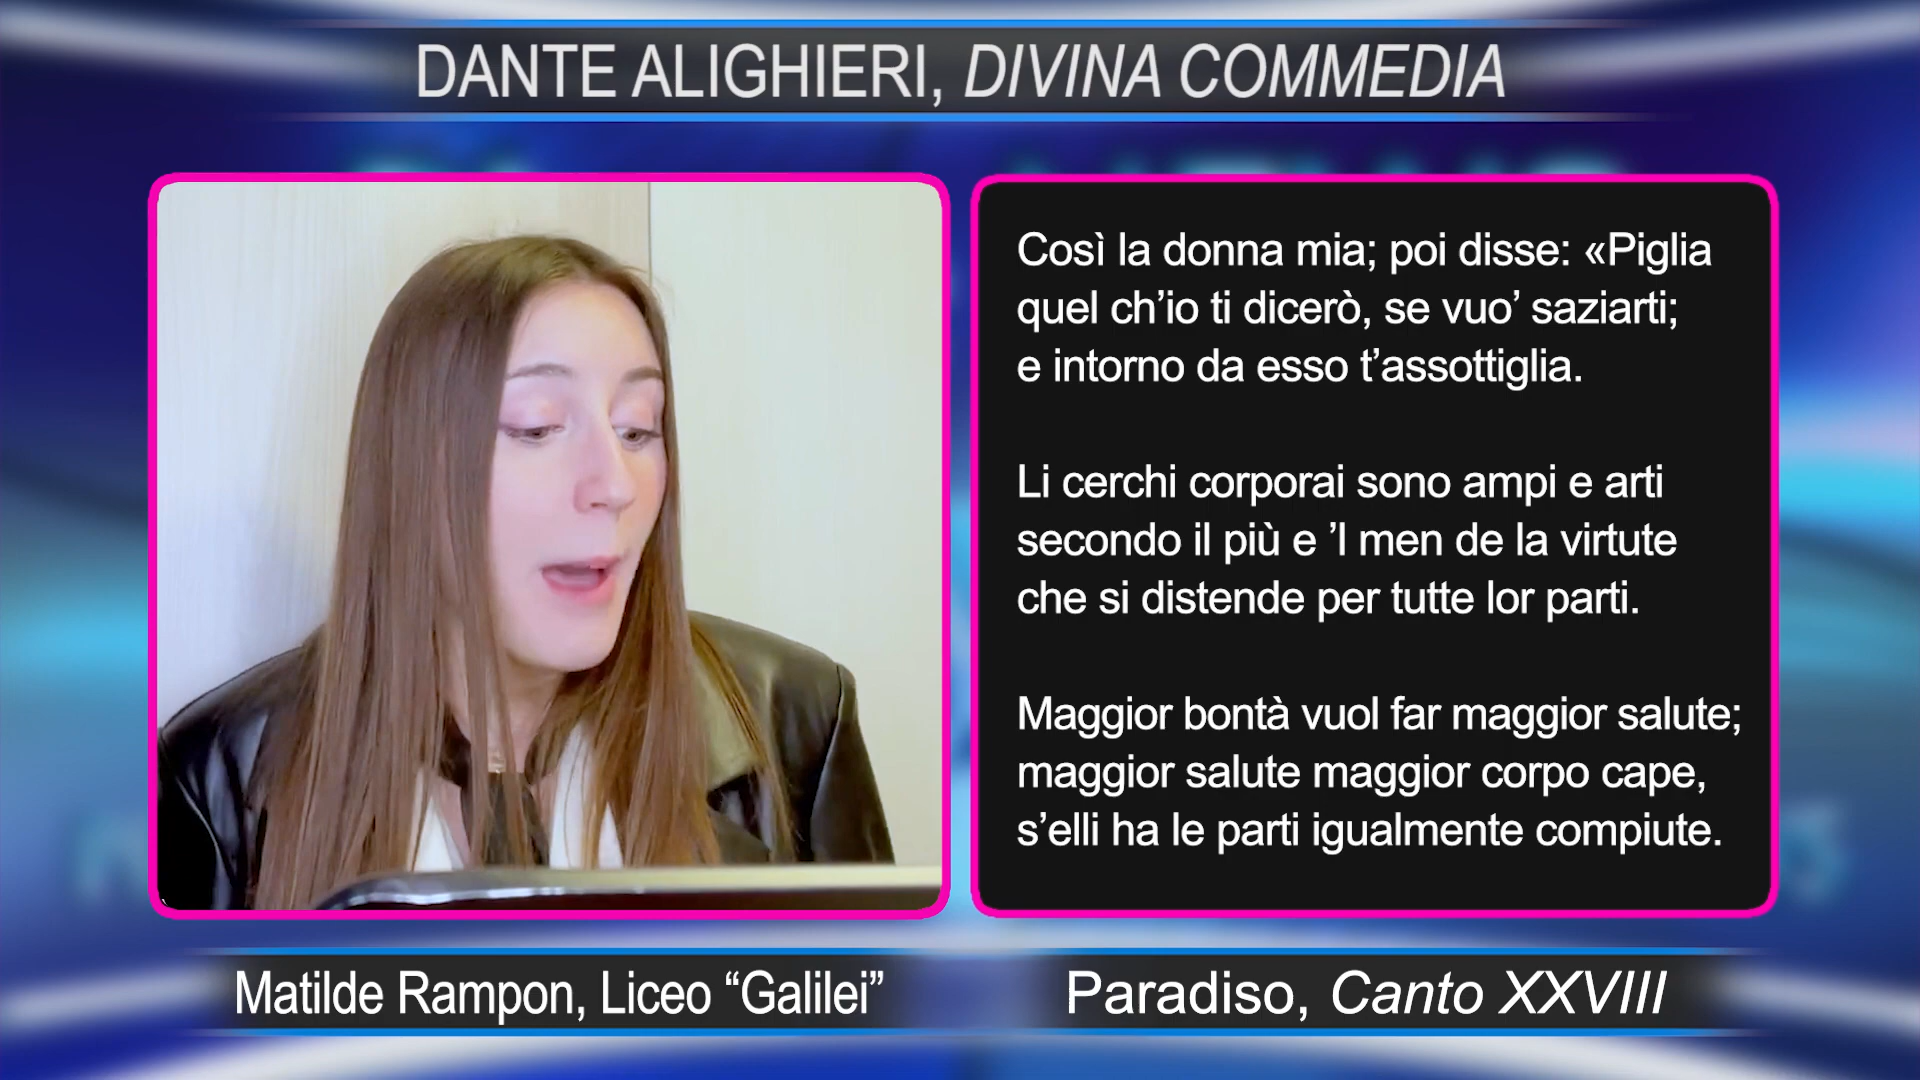 DANTE ALIGHIERI, DIVINA COMMEDIA
Così la donna mia; poi disse: «Piglia
quel ch’io ti dicerò, se vuo’ saziarti;
e intorno da esso t’assottiglia.
Li cerchi corporai sono ampi e arti
secondo il più e ’l men de la virtute
che si distende per tutte lor parti.
Maggior bontà vuol far maggior salute;
maggior salute maggior corpo cape,
s’elli ha le parti igualmente compiute.
Matilde Rampon, Liceo “Galilei”
Paradiso, Canto XXVIII